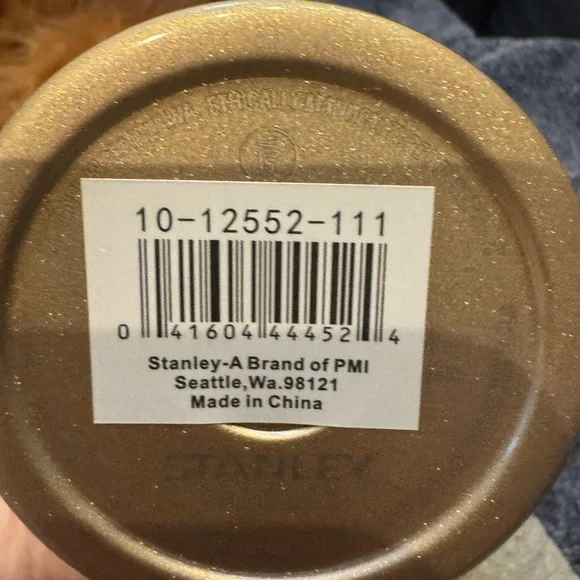 10-12552-111
0 41604 44452 4
Stanley-A Brand of PMI
Seattle,Wa.98121
Made in China
STANLEY